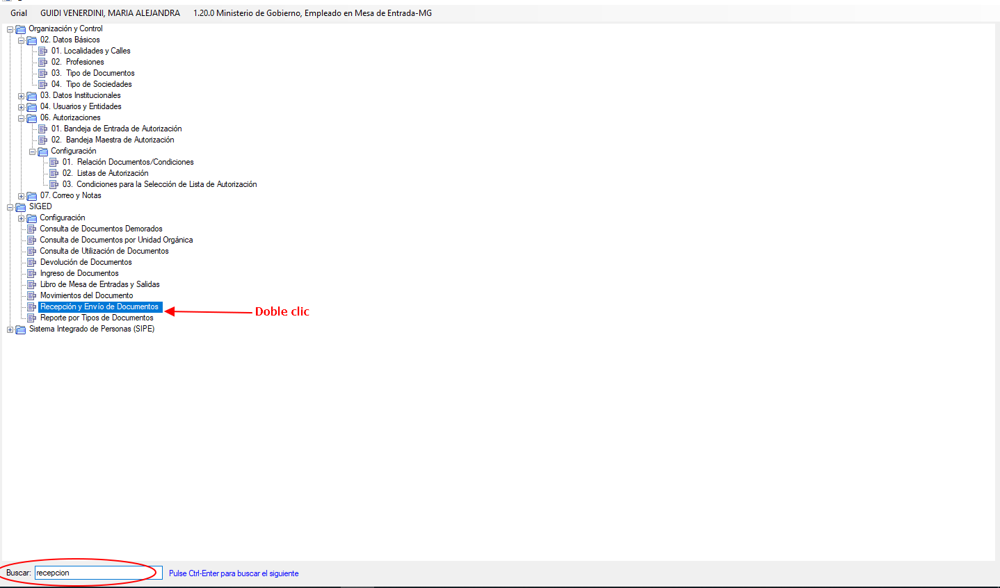 Grial GUIDI VENERDINI, MARIA ALEJANDRA 1.20.0 Ministerio de Gobierno, Empleado en Mesa de Entrada-MG
Organización y Control
02. Datos Básicos
01. Localidades y Calles
02. Profesiones
03. Tipo de Documentos
04. Tipo de Sociedades
03. Datos Institucionales
04. Usuarios y Entidades
06. Autorizaciones
01. Bandeja de Entrada de Autorización
02. Bandeja Maestra de Autorización
Configuración
01. Relación Documentos/Condiciones
02. Listas de Autorización
03. Condiciones para la Selección de Lista de Autorización
07. Correo y Notas
SIGED
Configuración
Consulta de Documentos Demorados
Consulta de Documentos por Unidad Orgánica
Consulta de Utilización de Documentos
Devolución de Documentos
Ingreso de Documentos
Libro de Mesa de Entradas y Salidas
Movimientos del Documento
Recepción y Envío de Documentos Doble clic
Reporte por Tipos de Documentos
Sistema Integrado de Personas (SIPE)
Buscar: recepcion Pulse Ctrl-Enter para buscar el siguiente